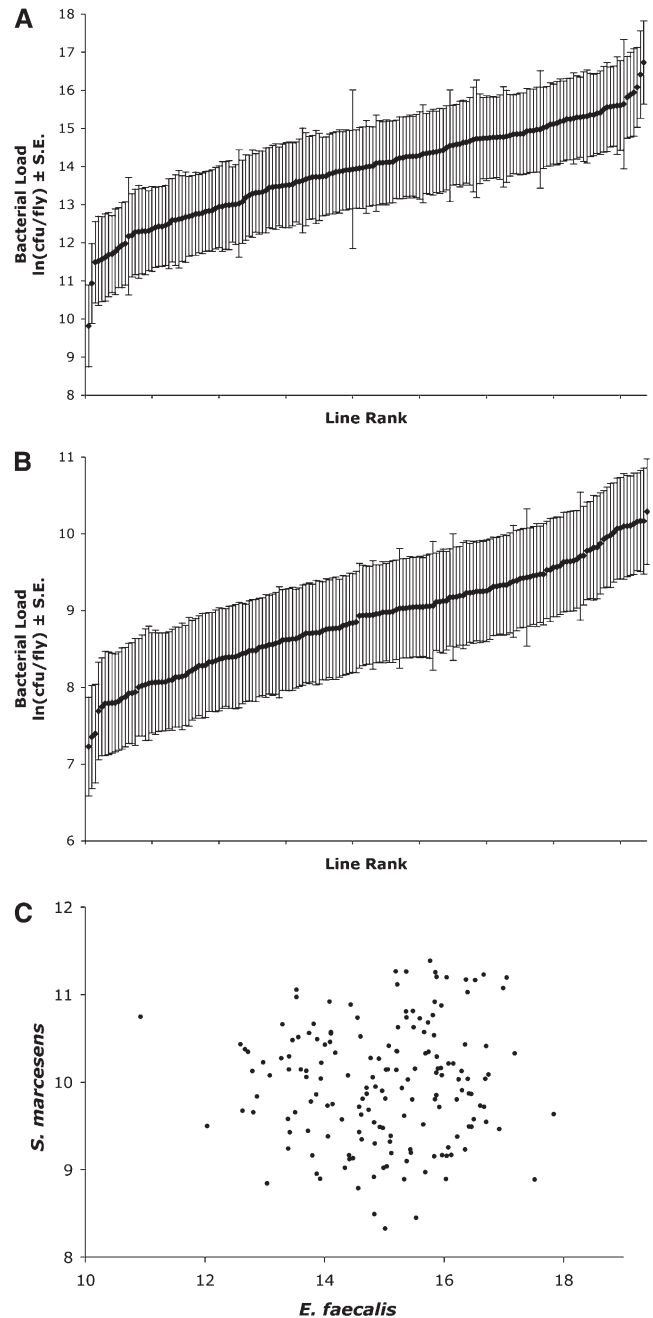 A
18
17
16
15
14
13
12
11
10
9
8
Bacterial Load
ln(cfu/fly) ± S.E.
Line Rank
B
11
10
9
8
7
6
Bacterial Load
ln(cfu/fly) ± S.E.
Line Rank
C
12
11
10
9
8
S. marcesens
10 12 14 16 18
E. faecalis